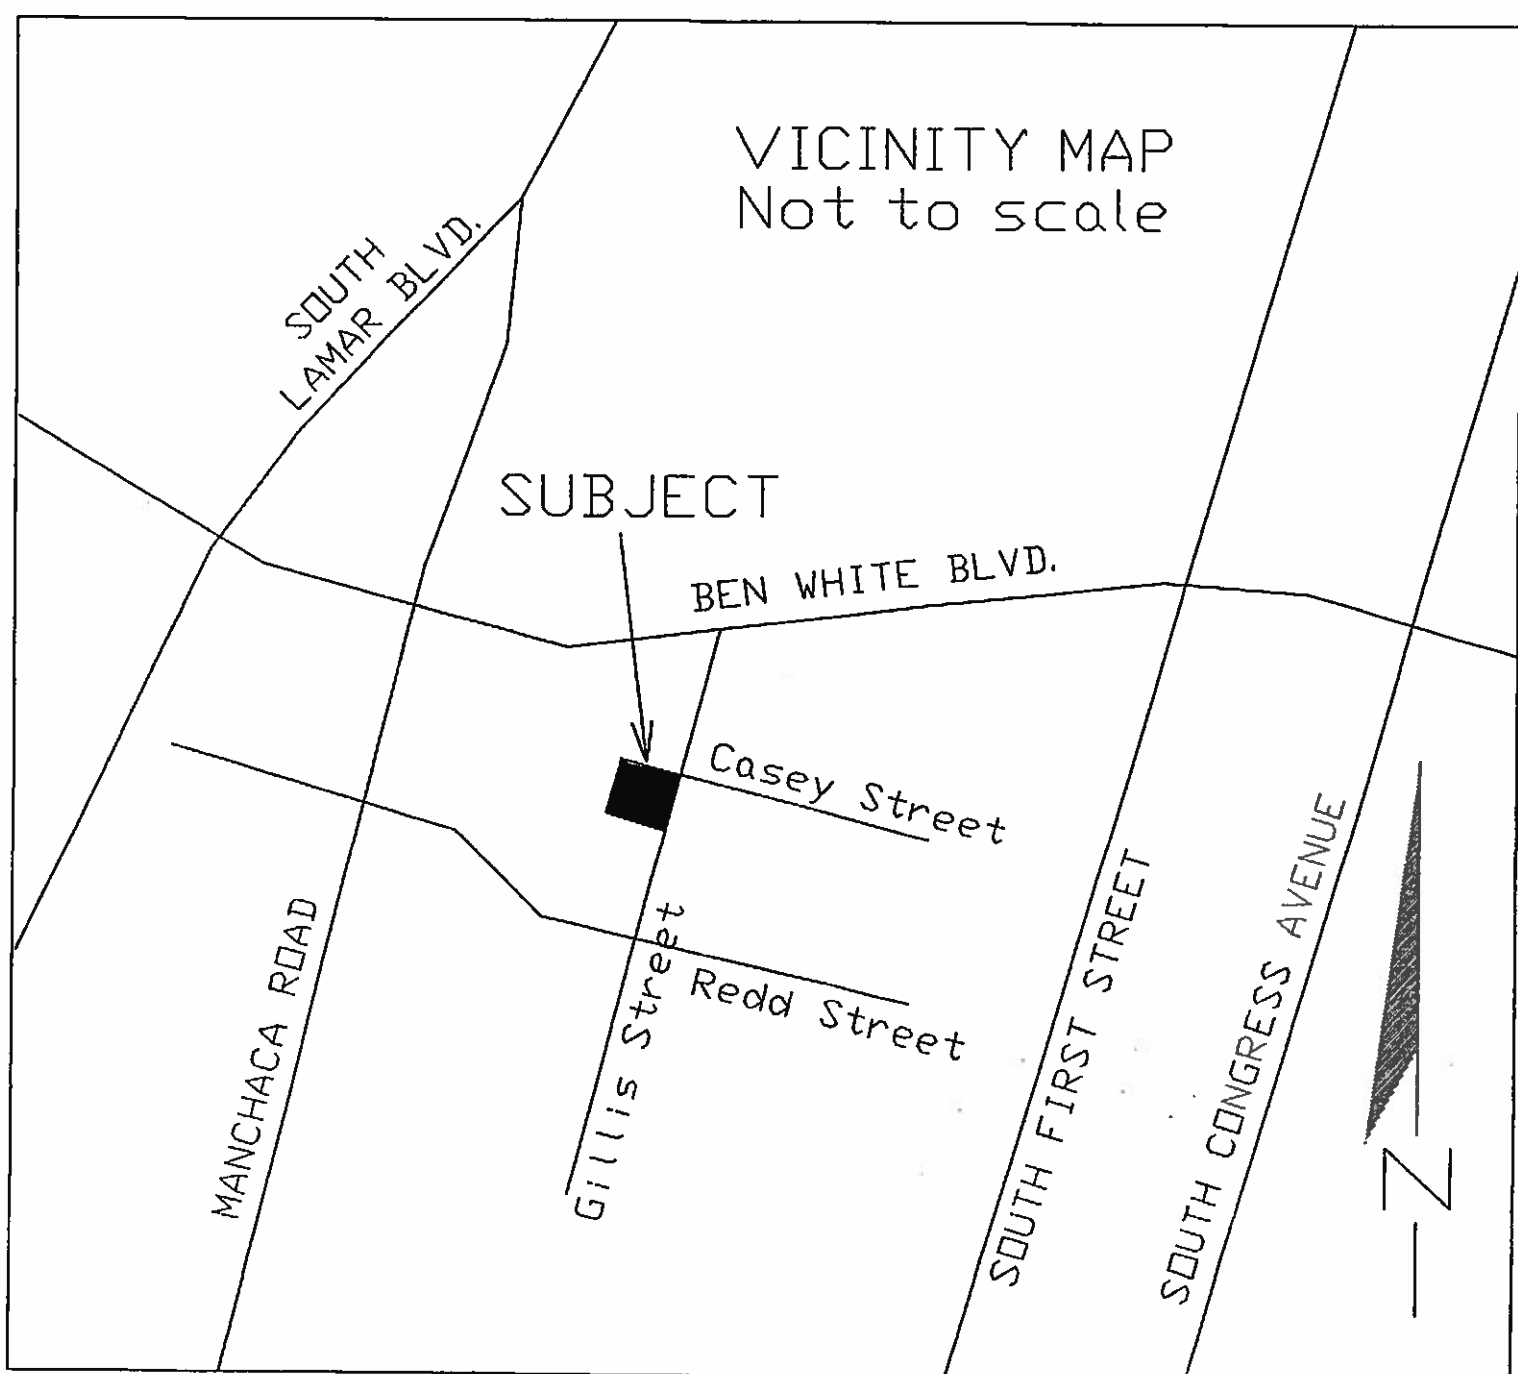 VICINITY MAP
Not to scale
SOUTH
LAMAR BLVD.
SUBJECT
BEN WHITE BLVD.
Casey Street
Redd Street
Gillis Street
MANCHACA ROAD
SOUTH FIRST STREET
SOUTH CONGRESS AVENUE
N